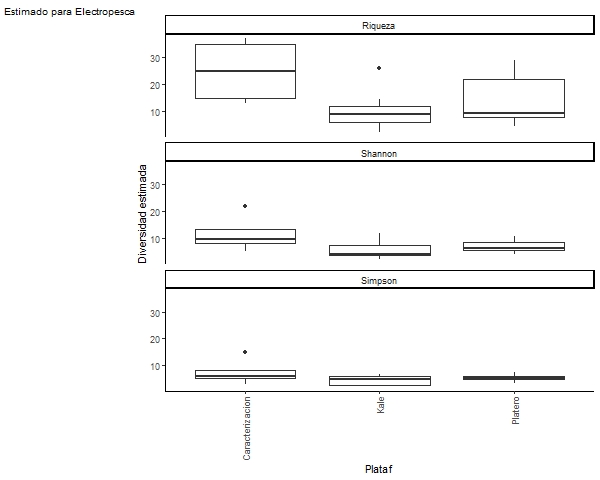 Estimado para Electropesca
Riqueza
30
20
10
Shannon
30
20
10
Simpson
30
20
10
Diversidad estimada
Caracterizacion
Kale
Platero
Plataf